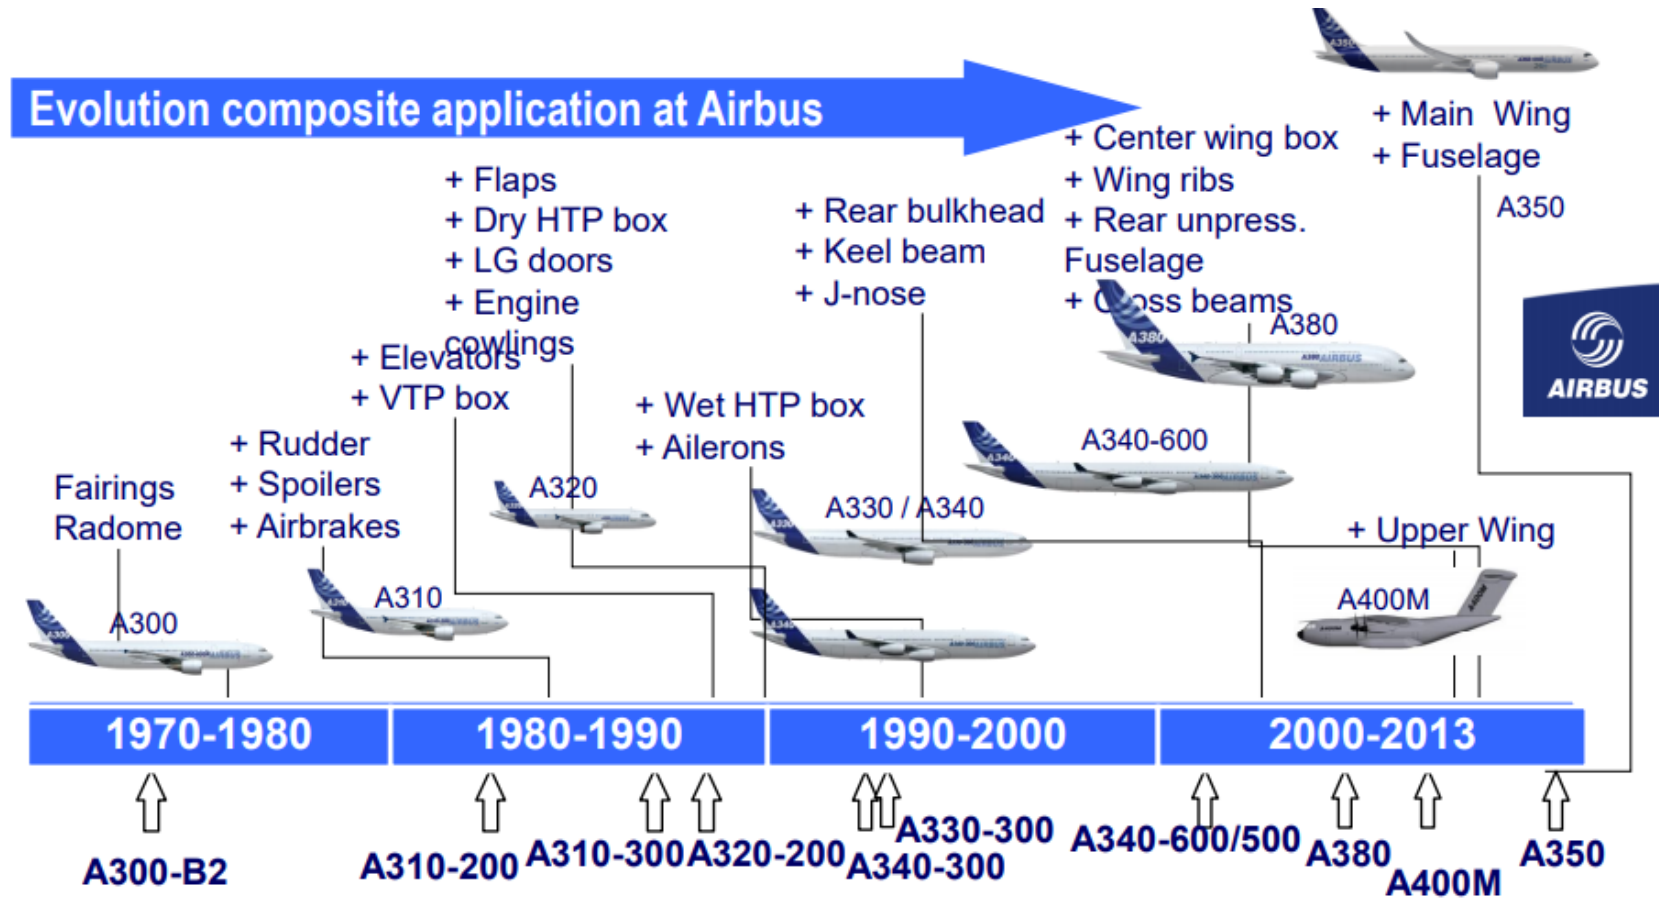 Evolution composite application at Airbus
+ Main Wing
+ Fuselage
A350
+ Center wing box
+ Wing ribs
+ Rear unpress.
Fuselage
+ Cross beams
A380
+ Rear bulkhead
+ Keel beam
+ J-nose
+ Flaps
+ Dry HTP box
+ LG doors
+ Engine
cowlings
+ Elevators
+ VTP box
+ Wet HTP box
+ Ailerons
+ Rudder
+ Spoilers
+ Airbrakes
Fairings
Radome
AIRBUS
A340-600
A320
A330 / A340
+ Upper Wing
A310
A300
A400M
1970-1980
1980-1990
1990-2000
2000-2013
A300-B2
A310-200
A310-300
A320-200
A330-300
A340-300
A340-600/500
A380
A400M
A350